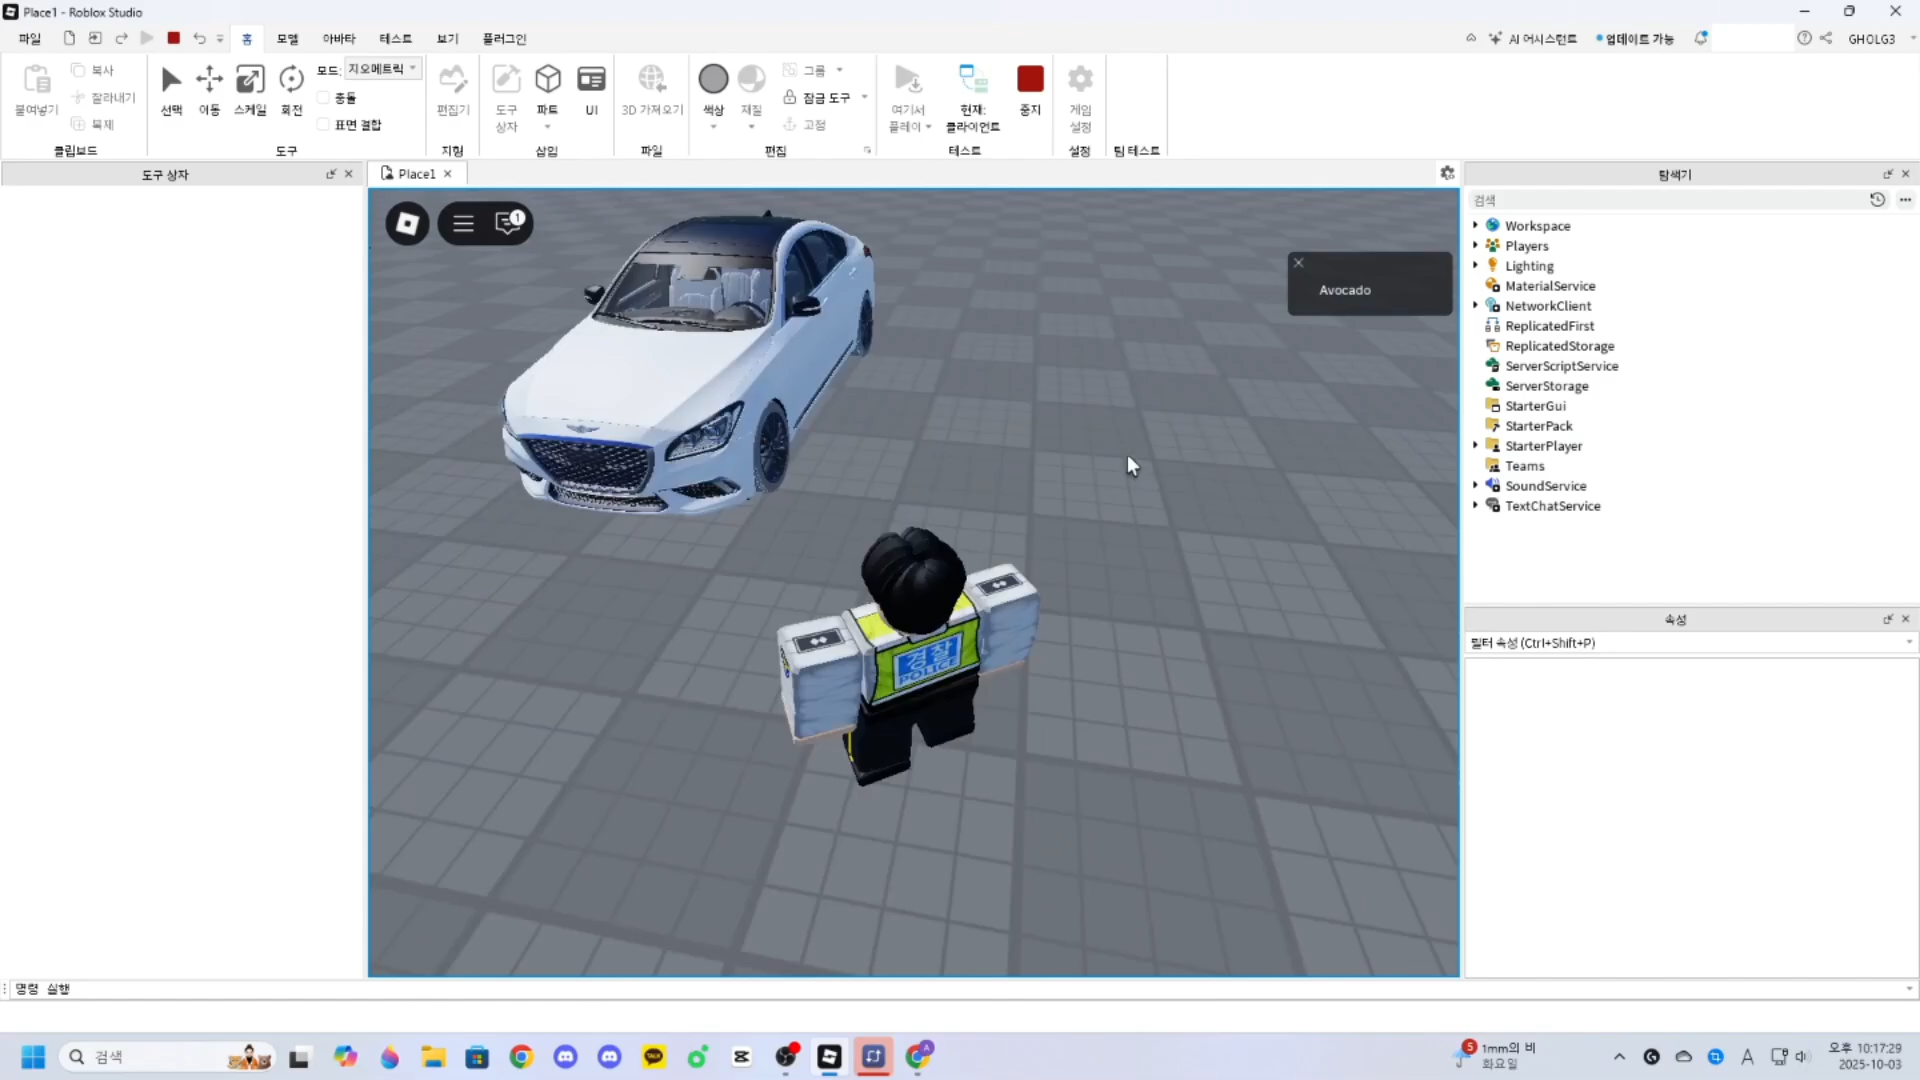 Place1 - Roblox Studio
파일
홈
모델
아바타
테스트
보기
플러그인
AI 어시스턴트
업데이트 가능
GHOLG3
붙여넣기
복사
잘라내기
복제
클립보드
선택
이동
스케일
회전
모드: 지오메트릭
충돌
표면 결합
도구
편집기
지형
도구 상자
파트
UI
삽입
3D 가져오기
파일
색상
재질
그룹
잠금 도구
고정
편집
여기서 플레이
현재: 클라이언트
중지
테스트
게임 설정
설정
팀 테스트
도구 상자
Place1
탐색기
1
Avocado
경찰
POLICE
검색
Workspace
Players
Lighting
MaterialService
NetworkClient
ReplicatedFirst
ReplicatedStorage
ServerScriptService
ServerStorage
StarterGui
StarterPack
StarterPlayer
Teams
SoundService
TextChatService
속성
필터 속성 (Ctrl+Shift+P)
명령 실행
검색
TALK
A
5
1mm의 비
화요일
A
오후 10:17:29
2025-10-03